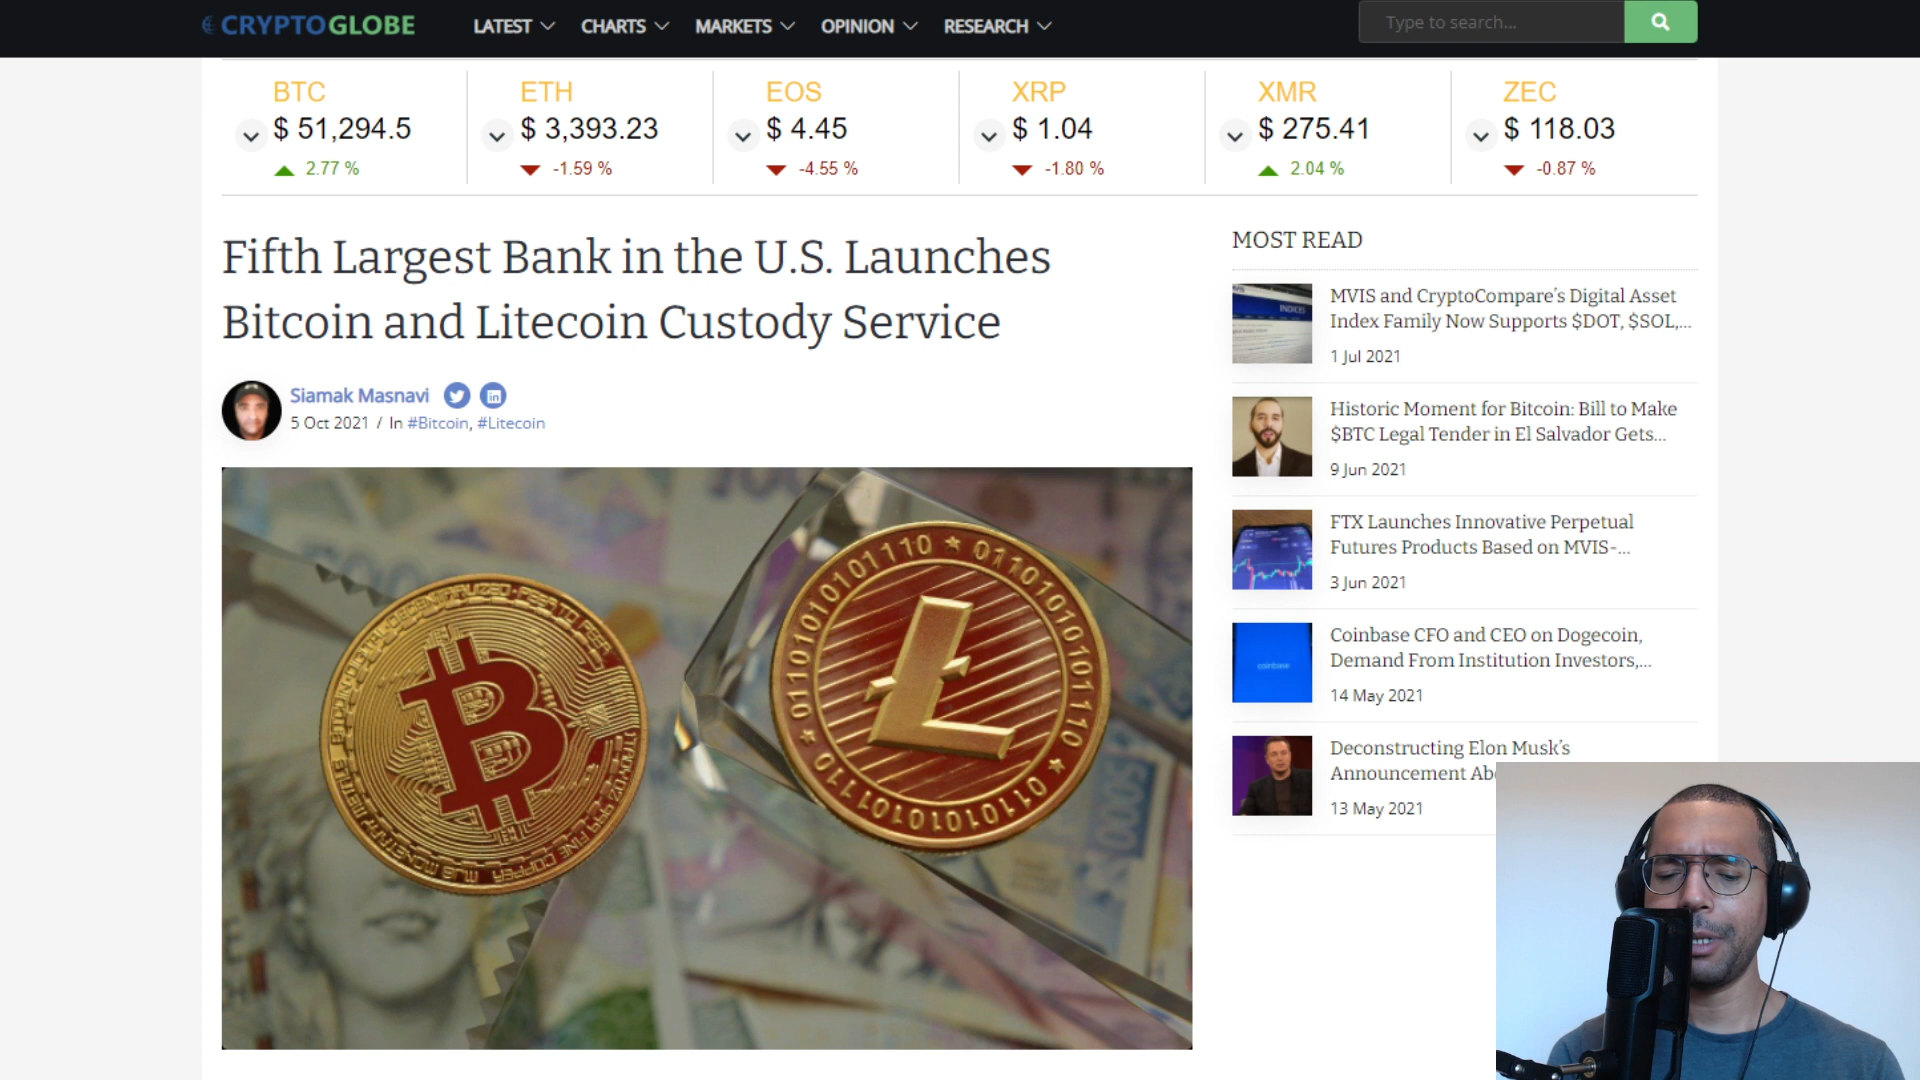 CRYPTOGLOBE
LATEST CHARTS MARKETS OPINION RESEARCH
Type to search...
BTC
$ 51,294.5
2.77 %
ETH
$ 3,393.23
-1.59 %
EOS
$ 4.45
-4.55 %
XRP
$ 1.04
-1.80 %
XMR
$ 275.41
2.04 %
ZEC
$ 118.03
-0.87 %
Fifth Largest Bank in the U.S. Launches
Bitcoin and Litecoin Custody Service
Siamak Masnavi
5 Oct 2021 / In #Bitcoin, #Litecoin
MOST READ
INDICES
MVIS and CryptoCompare's Digital Asset
Index Family Now Supports $DOT, $SOL,...
1 Jul 2021
Historic Moment for Bitcoin: Bill to Make
$BTC Legal Tender in El Salvador Gets...
9 Jun 2021
FTX Launches Innovative Perpetual
Futures Products Based on MVIS-...
3 Jun 2021
coinbase
Coinbase CFO and CEO on Dogecoin,
Demand From Institution Investors,...
14 May 2021
Deconstructing Elon Musk's
Announcement
13 May 2021